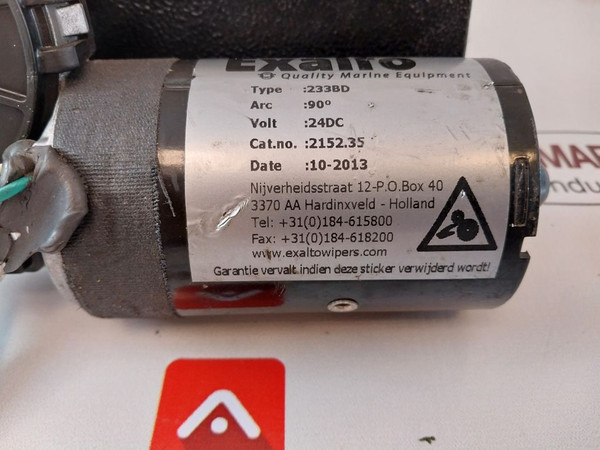 Exalto
Quality Marine Equipment
Type :233BD
Arc :90º
Volt :24DC
Cat.no. :2152.35
Date :10-2013
Nijverheidsstraat 12-P.O.Box 40
3370 AA Hardinxveld - Holland
Tel: +31(0)184-615800
Fax: +31(0)184-618200
www.exaltowipers.com
Garantie vervalt indien deze sticker verwijderd wordt!